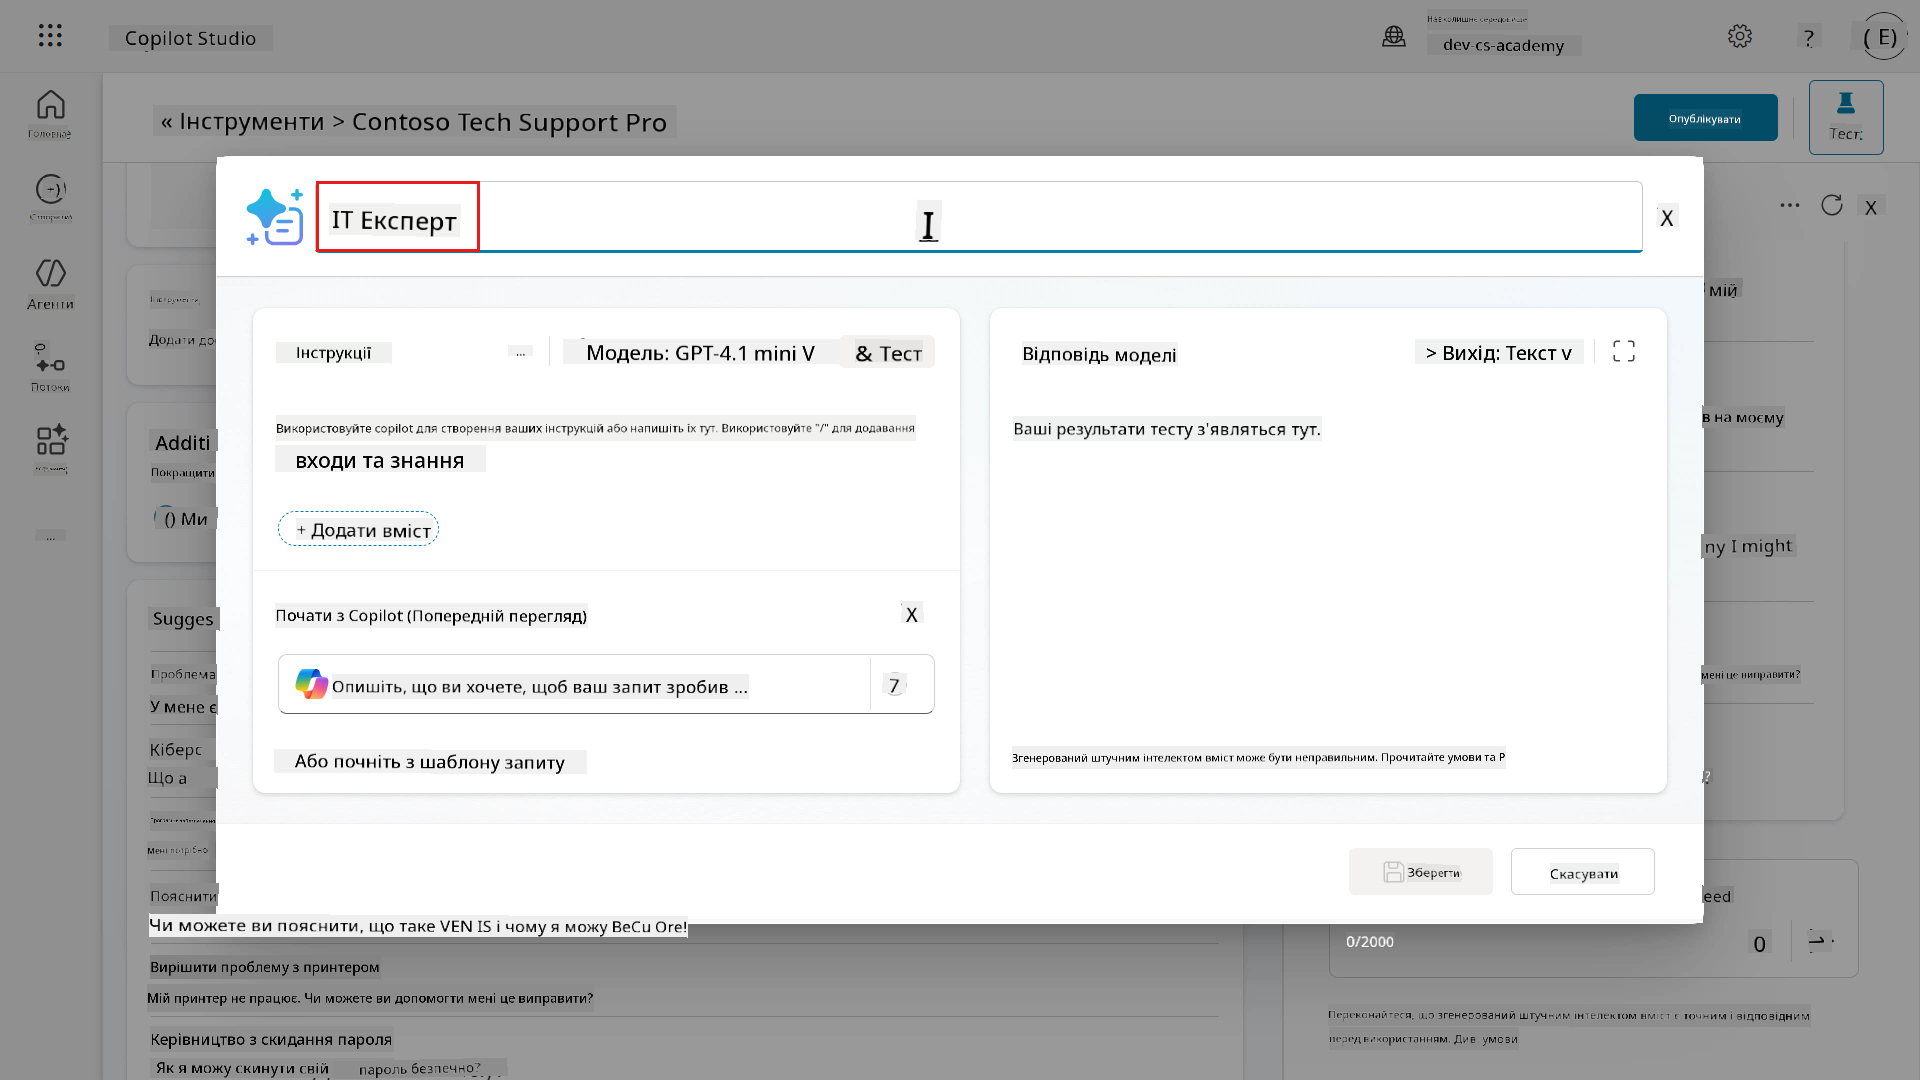 Copilot Studio
dev-cs-academy
?
( E)
Головна
« Інструменти > Contoso Tech Support Pro
Опублікувати
Тест
Агенти
Потоки
...
IT Експерт
I
X
X
Інструкції
...
Модель: GPT-4.1 mini V
& Тест
Використовуйте copilot для створення ваших інструкцій або напишіть їх тут. Використовуйте "/" для додавання
входи та знання
+ Додати вміст
Почати з Copilot (Попередній перегляд)
X
Опишіть, що ви хочете, щоб ваш запит зробив ...
7
Або почніть з шаблону запиту
Відповідь моделі
> Вихід: Текст v
Ваші результати тесту з'являться тут.
Згенерований штучним інтелектом вміст може бути неправильним. Прочитайте умови та P
Зберегти
Скасувати
Додати до
Additi
Покращити
() Ми
Sugges
Проблема
У мене є
Кіберс
Що а
Мені потрібно
Пояснити
Чи можете ви пояснити, що таке VEN IS і чому я можу BeCu Ore!
Вирішити проблему з принтером
Мій принтер не працює. Чи можете ви допомогти мені це виправити?
Керівництво з скидання пароля
Як я можу скинути свій пароль безпечно?
мій
в на моєму
ny I might
мені це виправити?
?
eed
0/2000
0
Переконайтеся, що згенерований штучним інтелектом вміст є точним і відповідним
перед використанням. Див умови